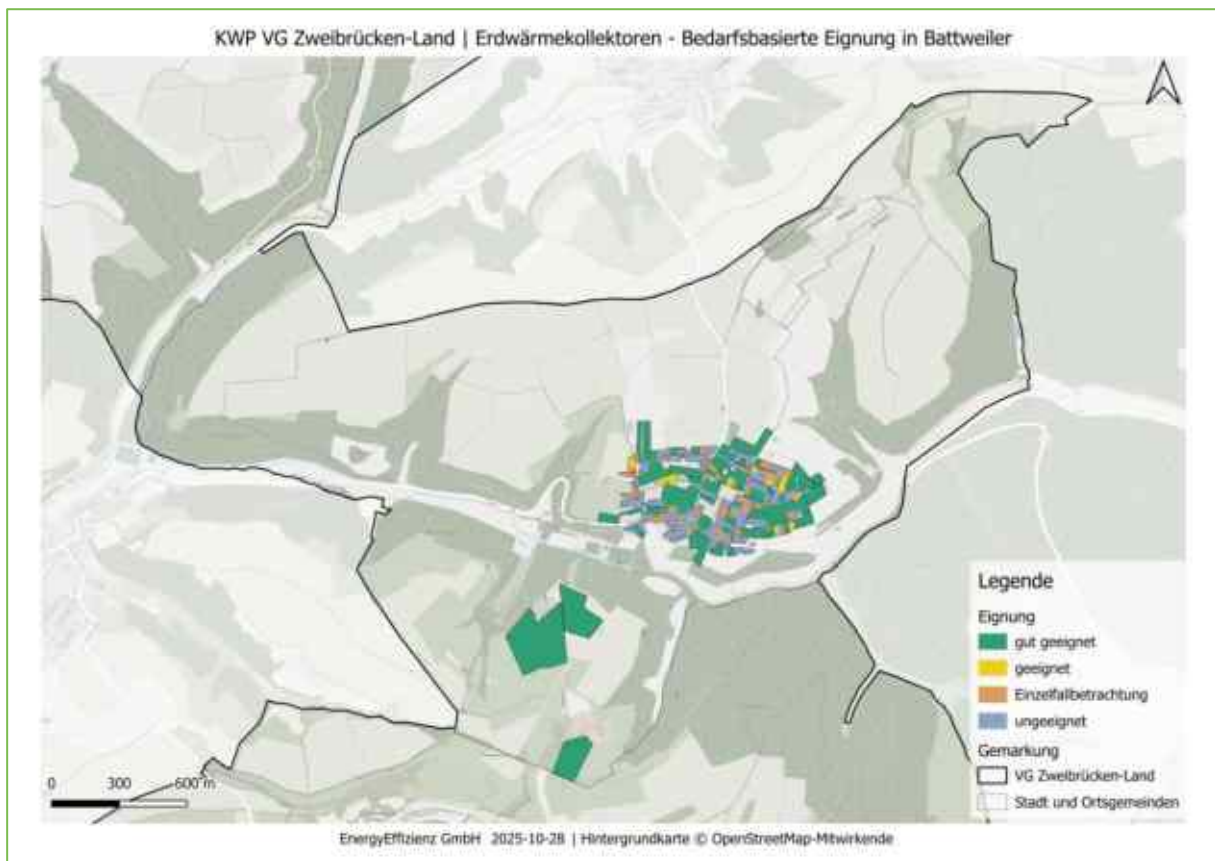 KWP VG Zweibrücken-Land | Erdwärmekollektoren - Bedarfsbasierte Eignung in Battweiler
Legende
Eignung
gut geeignet
geeignet
Einzelfallbetrachtung
ungeeignet
Gemarkung
VG Zweibrücken-Land
Stadt und Ortsgemeinden
0 300 600 m
EnergyEffizienz GmbH 2025-10-28 | Hintergrundkarte © OpenStreetMap-Mitwirkende